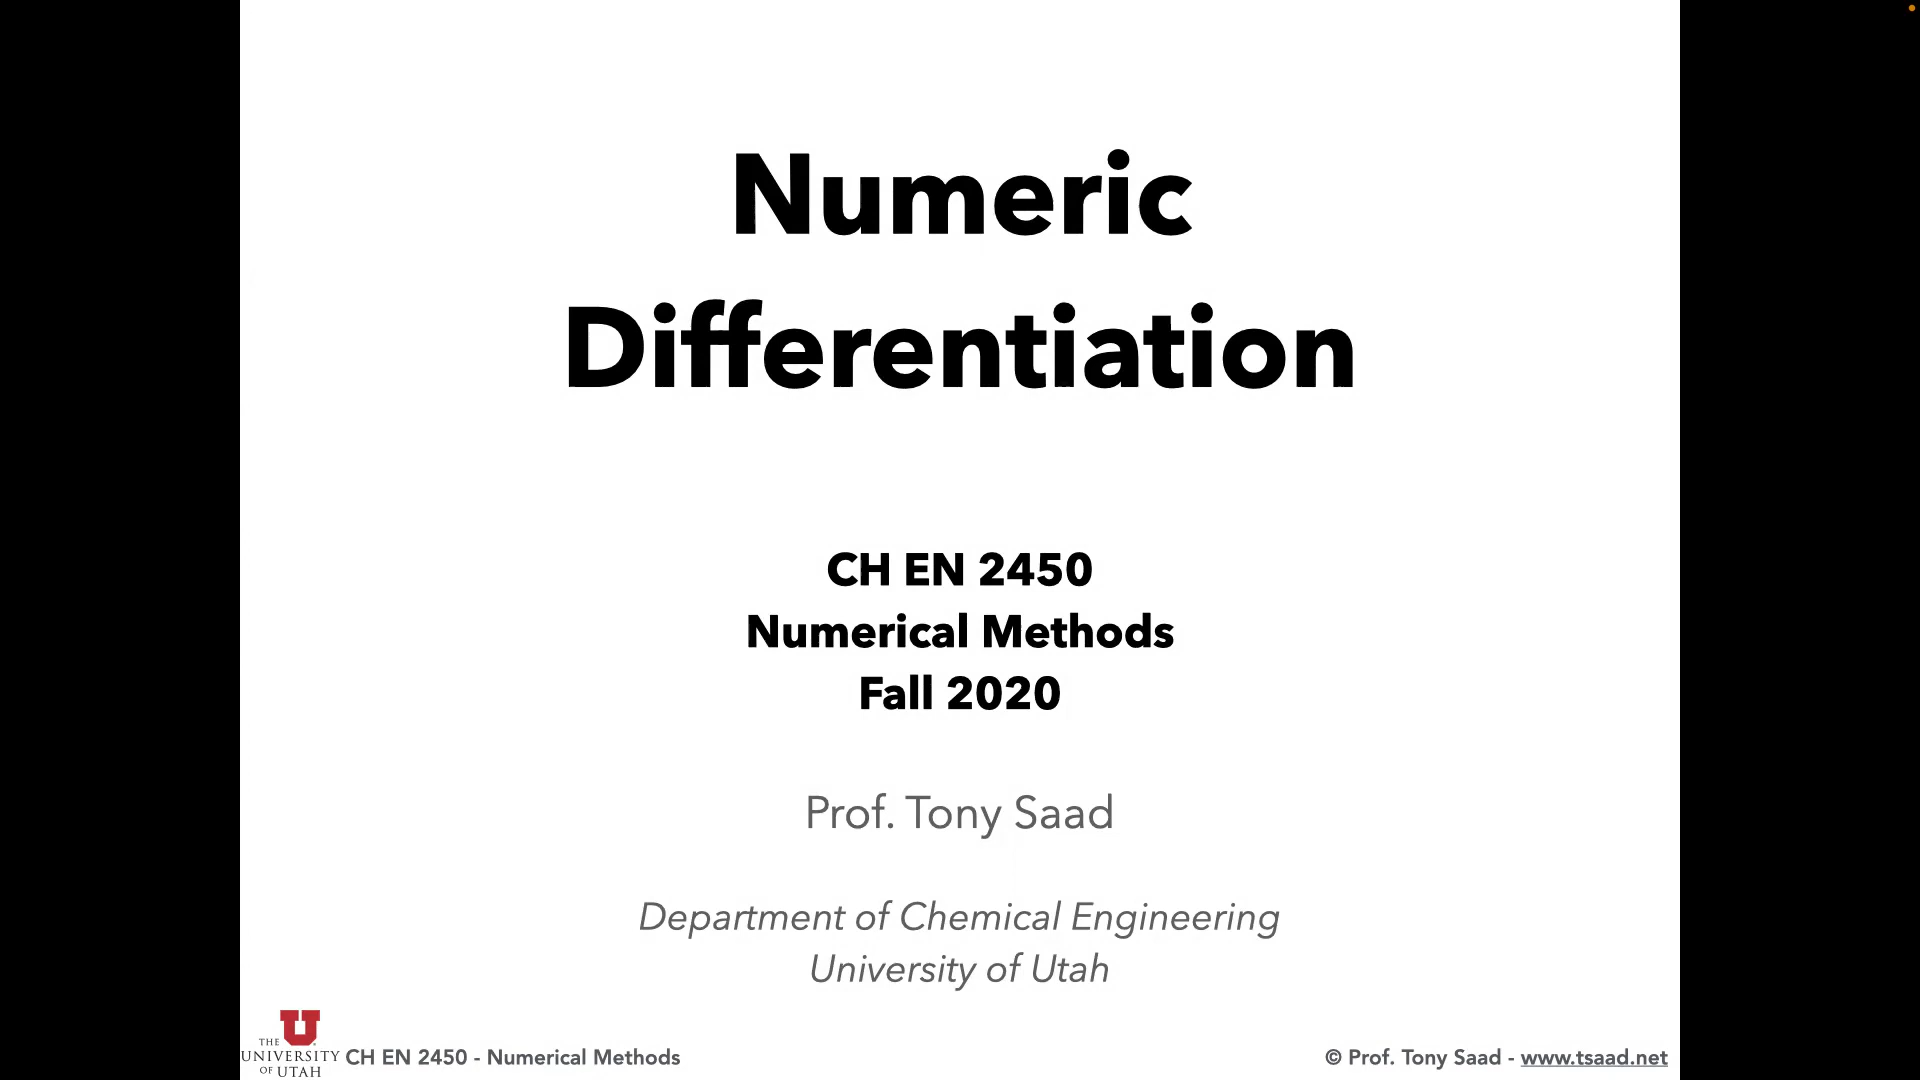 Numeric
Differentiation
CH EN 2450
Numerical Methods
Fall 2020
Prof. Tony Saad
Department of Chemical Engineering
University of Utah
THE
UNIVERSITY
OF UTAH
CH EN 2450 - Numerical Methods
© Prof. Tony Saad - www.tsaad.net